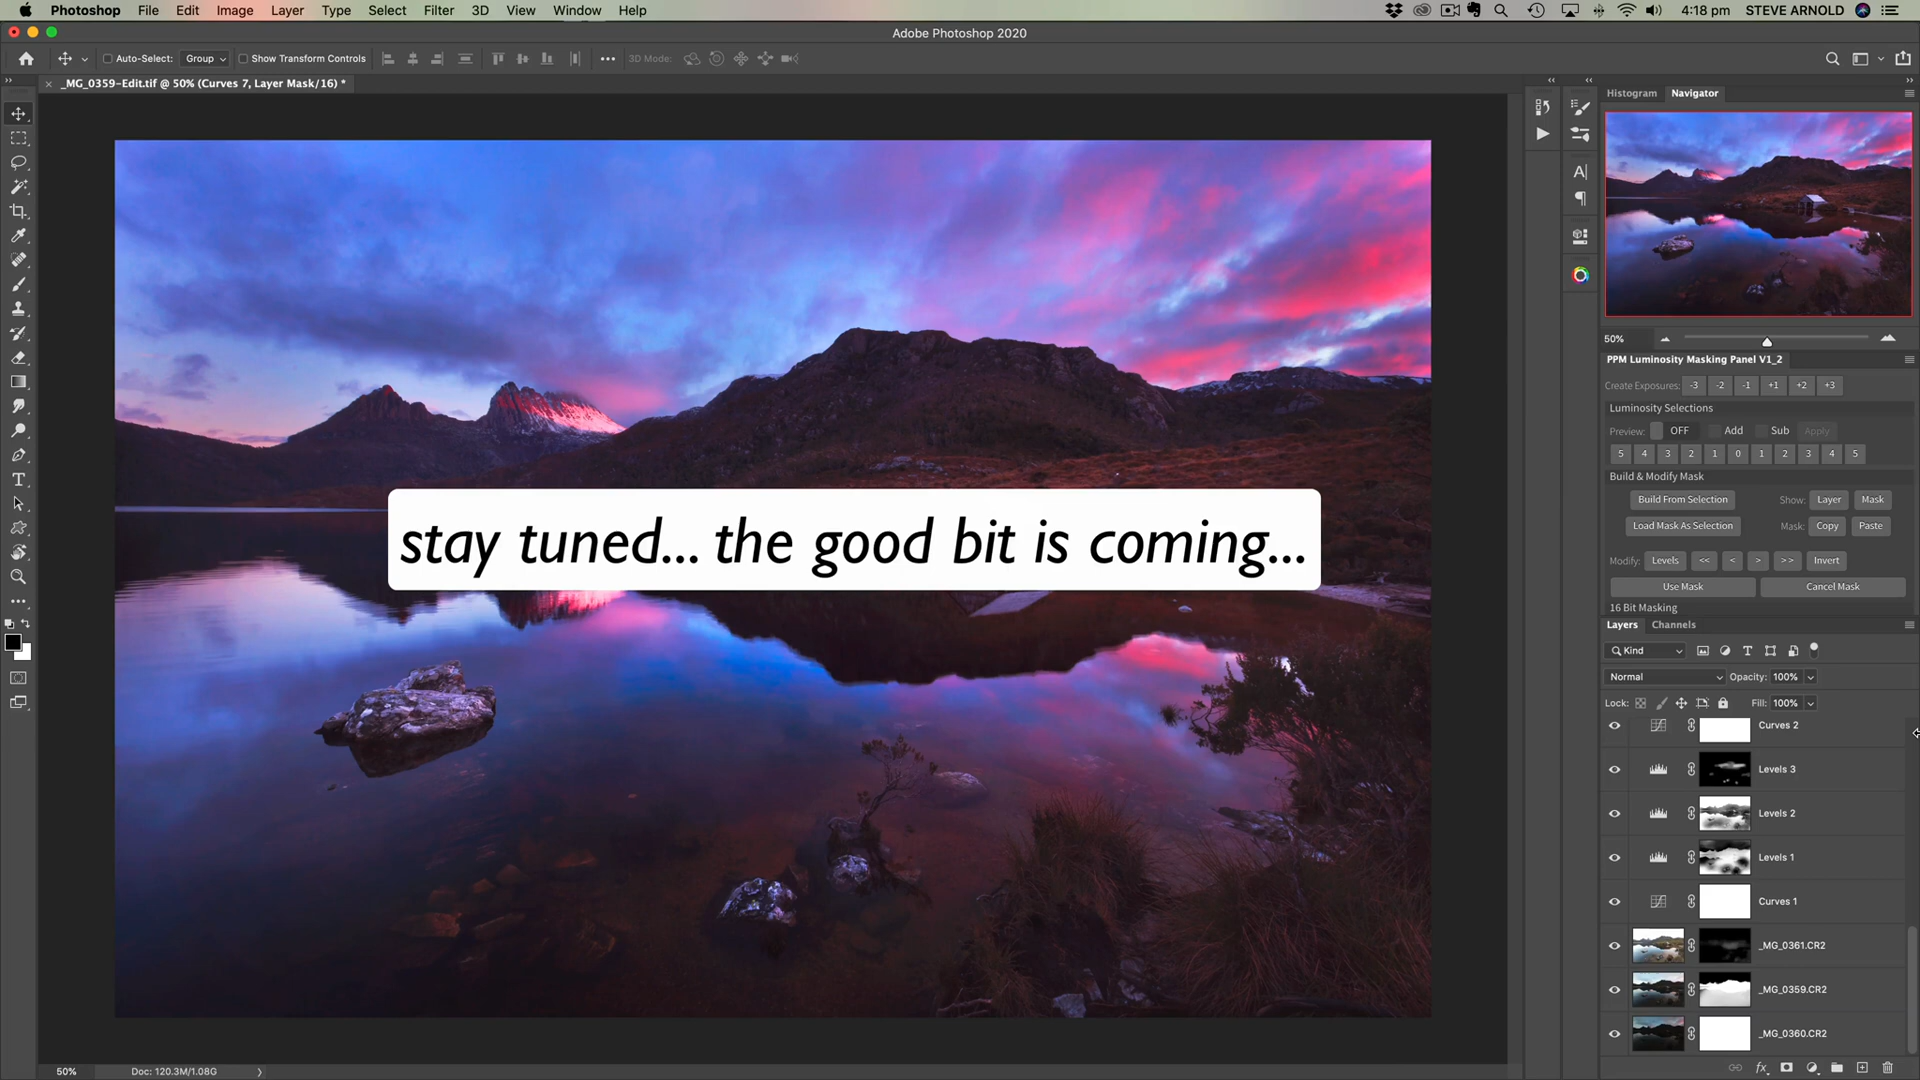 Photoshop File Edit Image Layer Type Select Filter 3D View Window Help 4:18 pm STEVE ARNOLD
Adobe Photoshop 2020
Auto-Select: Group Show Transform Controls 3D Mode:
_MG_0359-Edit.tif @ 50% (Curves 7, Layer Mask/16) *
Histogram Navigator
50%
PPM Luminosity Masking Panel V1_2
Create Exposures: -3 -2 -1 +1 +2 +3
Luminosity Selections
Preview: OFF Add Sub Apply
5 4 3 2 1 0 1 2 3 4 5
Build & Modify Mask
Build From Selection Show: Layer Mask
Load Mask As Selection Mask: Copy Paste
Modify: Levels << < > >> Invert
Use Mask Cancel Mask
16 Bit Masking
stay tuned... the good bit is coming...
Layers Channels
Kind
Normal Opacity: 100%
Lock: Fill: 100%
Curves 2
Levels 3
Levels 2
Levels 1
Curves 1
_MG_0361.CR2
_MG_0359.CR2
_MG_0360.CR2
50% Doc: 120.3M/1.08G